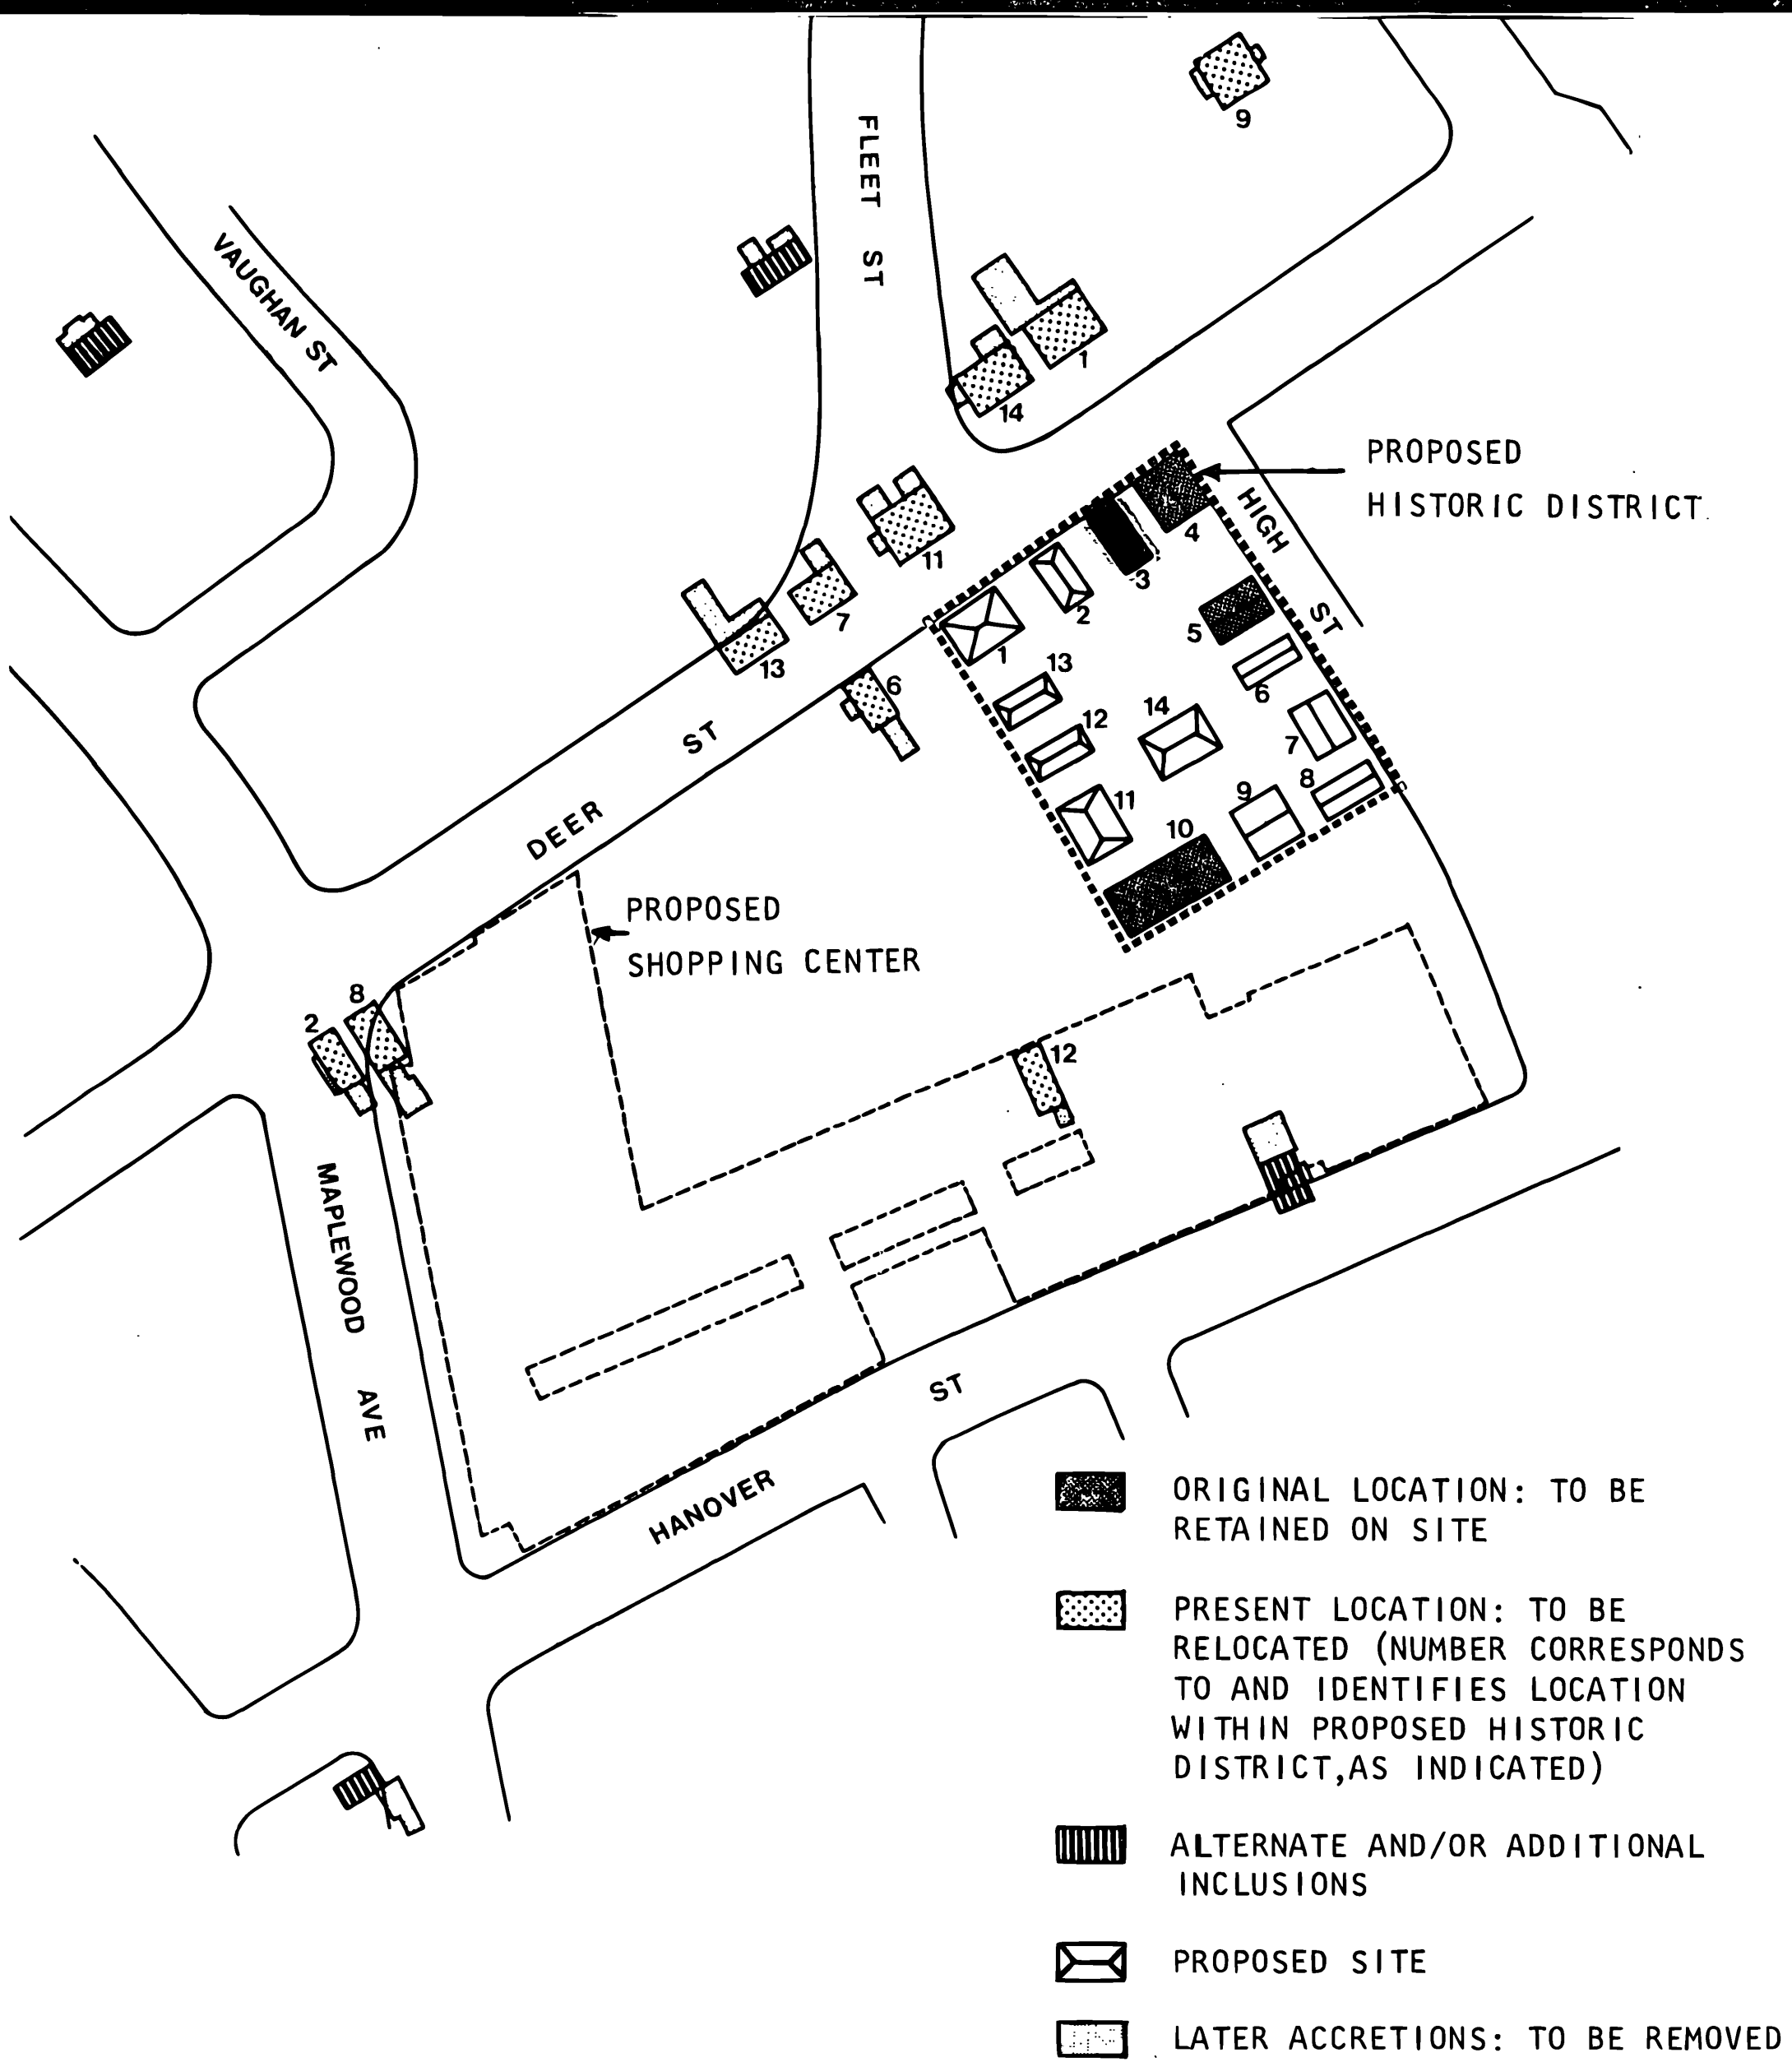 9
FLEET ST
VAUGHAN ST
1
14
PROPOSED
HISTORIC DISTRICT
HIGH ST
4
3
11
2
7
5
1
13
13
6
6
12
14
7
ST
8
9
11
DEER
10
PROPOSED
SHOPPING CENTER
8
2
12
MAPLEWOOD AVE
ST
HANOVER
ORIGINAL LOCATION: TO BE
RETAINED ON SITE
PRESENT LOCATION: TO BE
RELOCATED (NUMBER CORRESPONDS
TO AND IDENTIFIES LOCATION
WITHIN PROPOSED HISTORIC
DISTRICT,AS INDICATED)
ALTERNATE AND/OR ADDITIONAL
INCLUSIONS
PROPOSED SITE
LATER ACCRETIONS: TO BE REMOVED